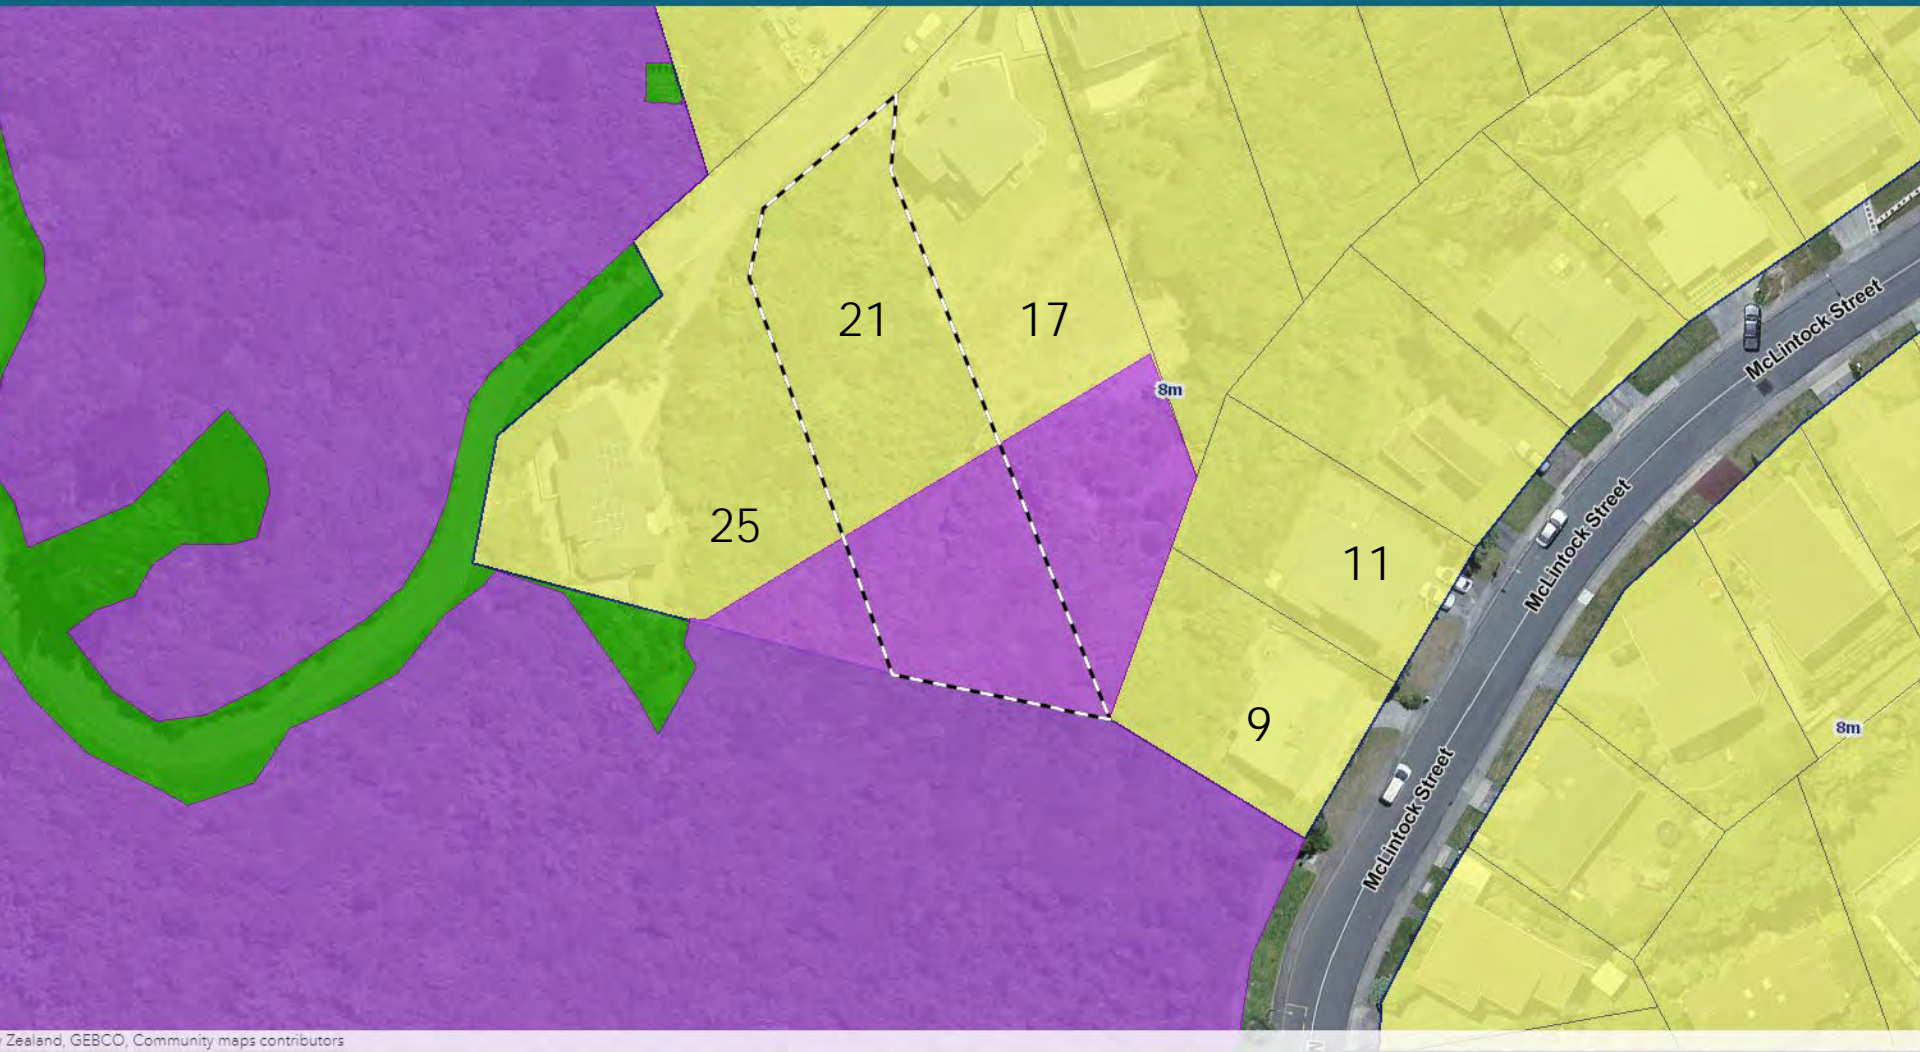 McLintock Street
21
17
8m
McLintock Street
25
11
9
8m
McLintock Street
Zealand, GEBCO, Community maps contributors